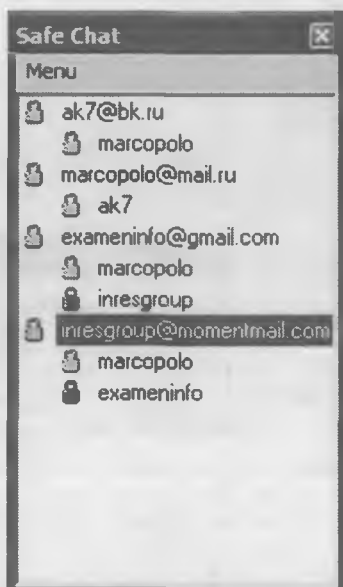 Safe Chat
Menu
ak7@bk.ru
marcopolo
marcopolo@mail.ru
ak7
exameninfo@gmail.com
marcopolo
inresgroup
inresgroup@momentmail.com
marcopolo
exameninfo